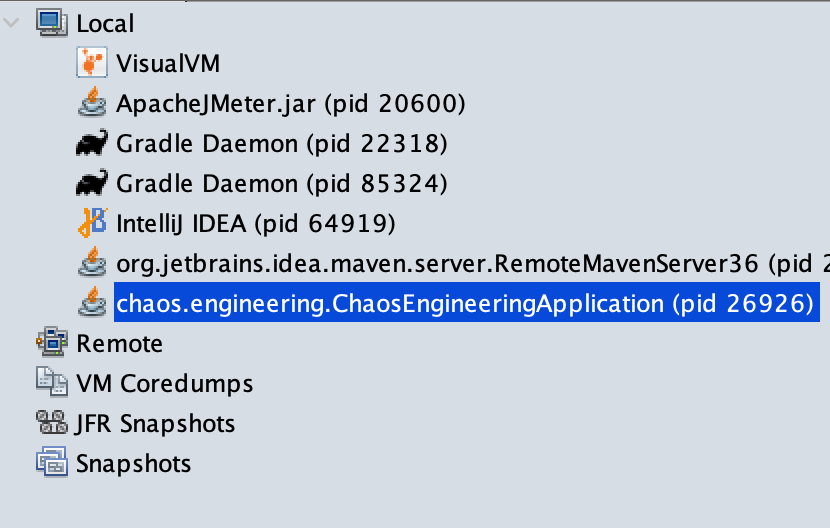 Local
VisualVM
ApacheJMeter.jar (pid 20600)
Gradle Daemon (pid 22318)
Gradle Daemon (pid 85324)
IntelliJ IDEA (pid 64919)
org.jetbrains.idea.maven.server.RemoteMavenServer36 (pid 2
chaos.engineering.ChaosEngineeringApplication (pid 26926)
Remote
VM Coredumps
JFR Snapshots
Snapshots